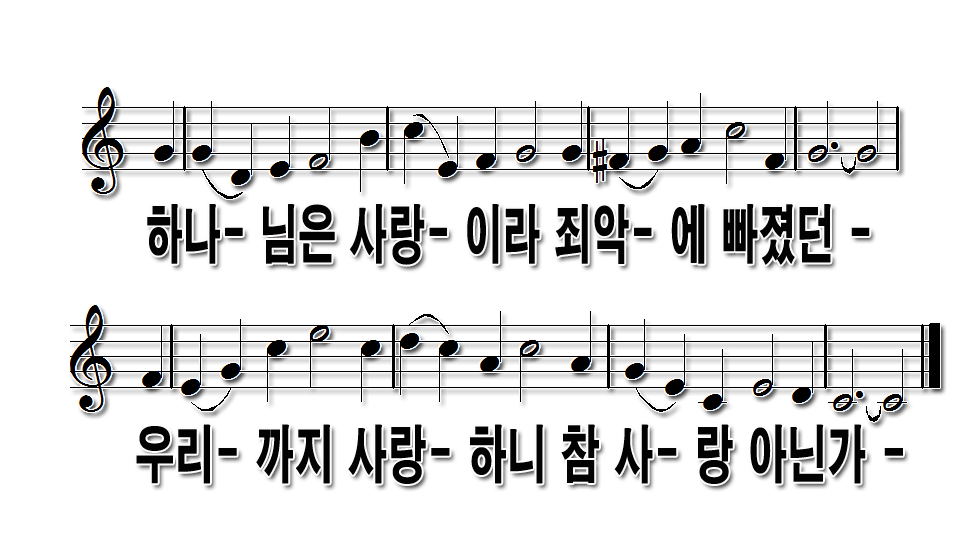 하나- 님은 사랑- 이라 죄악- 에 빠졌던 -
우리- 까지 사랑- 하니 참 사- 랑 아닌가 -